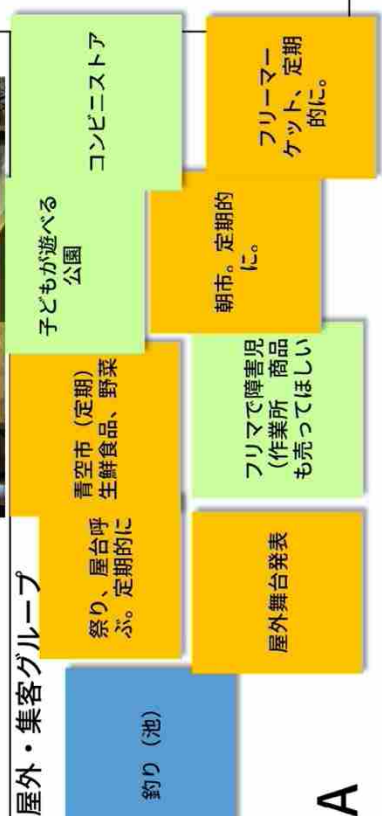 屋外・集客グループ
釣り（池）
祭り、屋台呼
ぶ。定期的に
青空市（定期）
生鮮食品、野菜
子どもが遊べる
公園
コンビニストア
屋外舞台発表
フリマで障害児
（作業所　商品
も売ってほしい
朝市。定期的
に。
フリーマー
ケット、定期
的に。
A